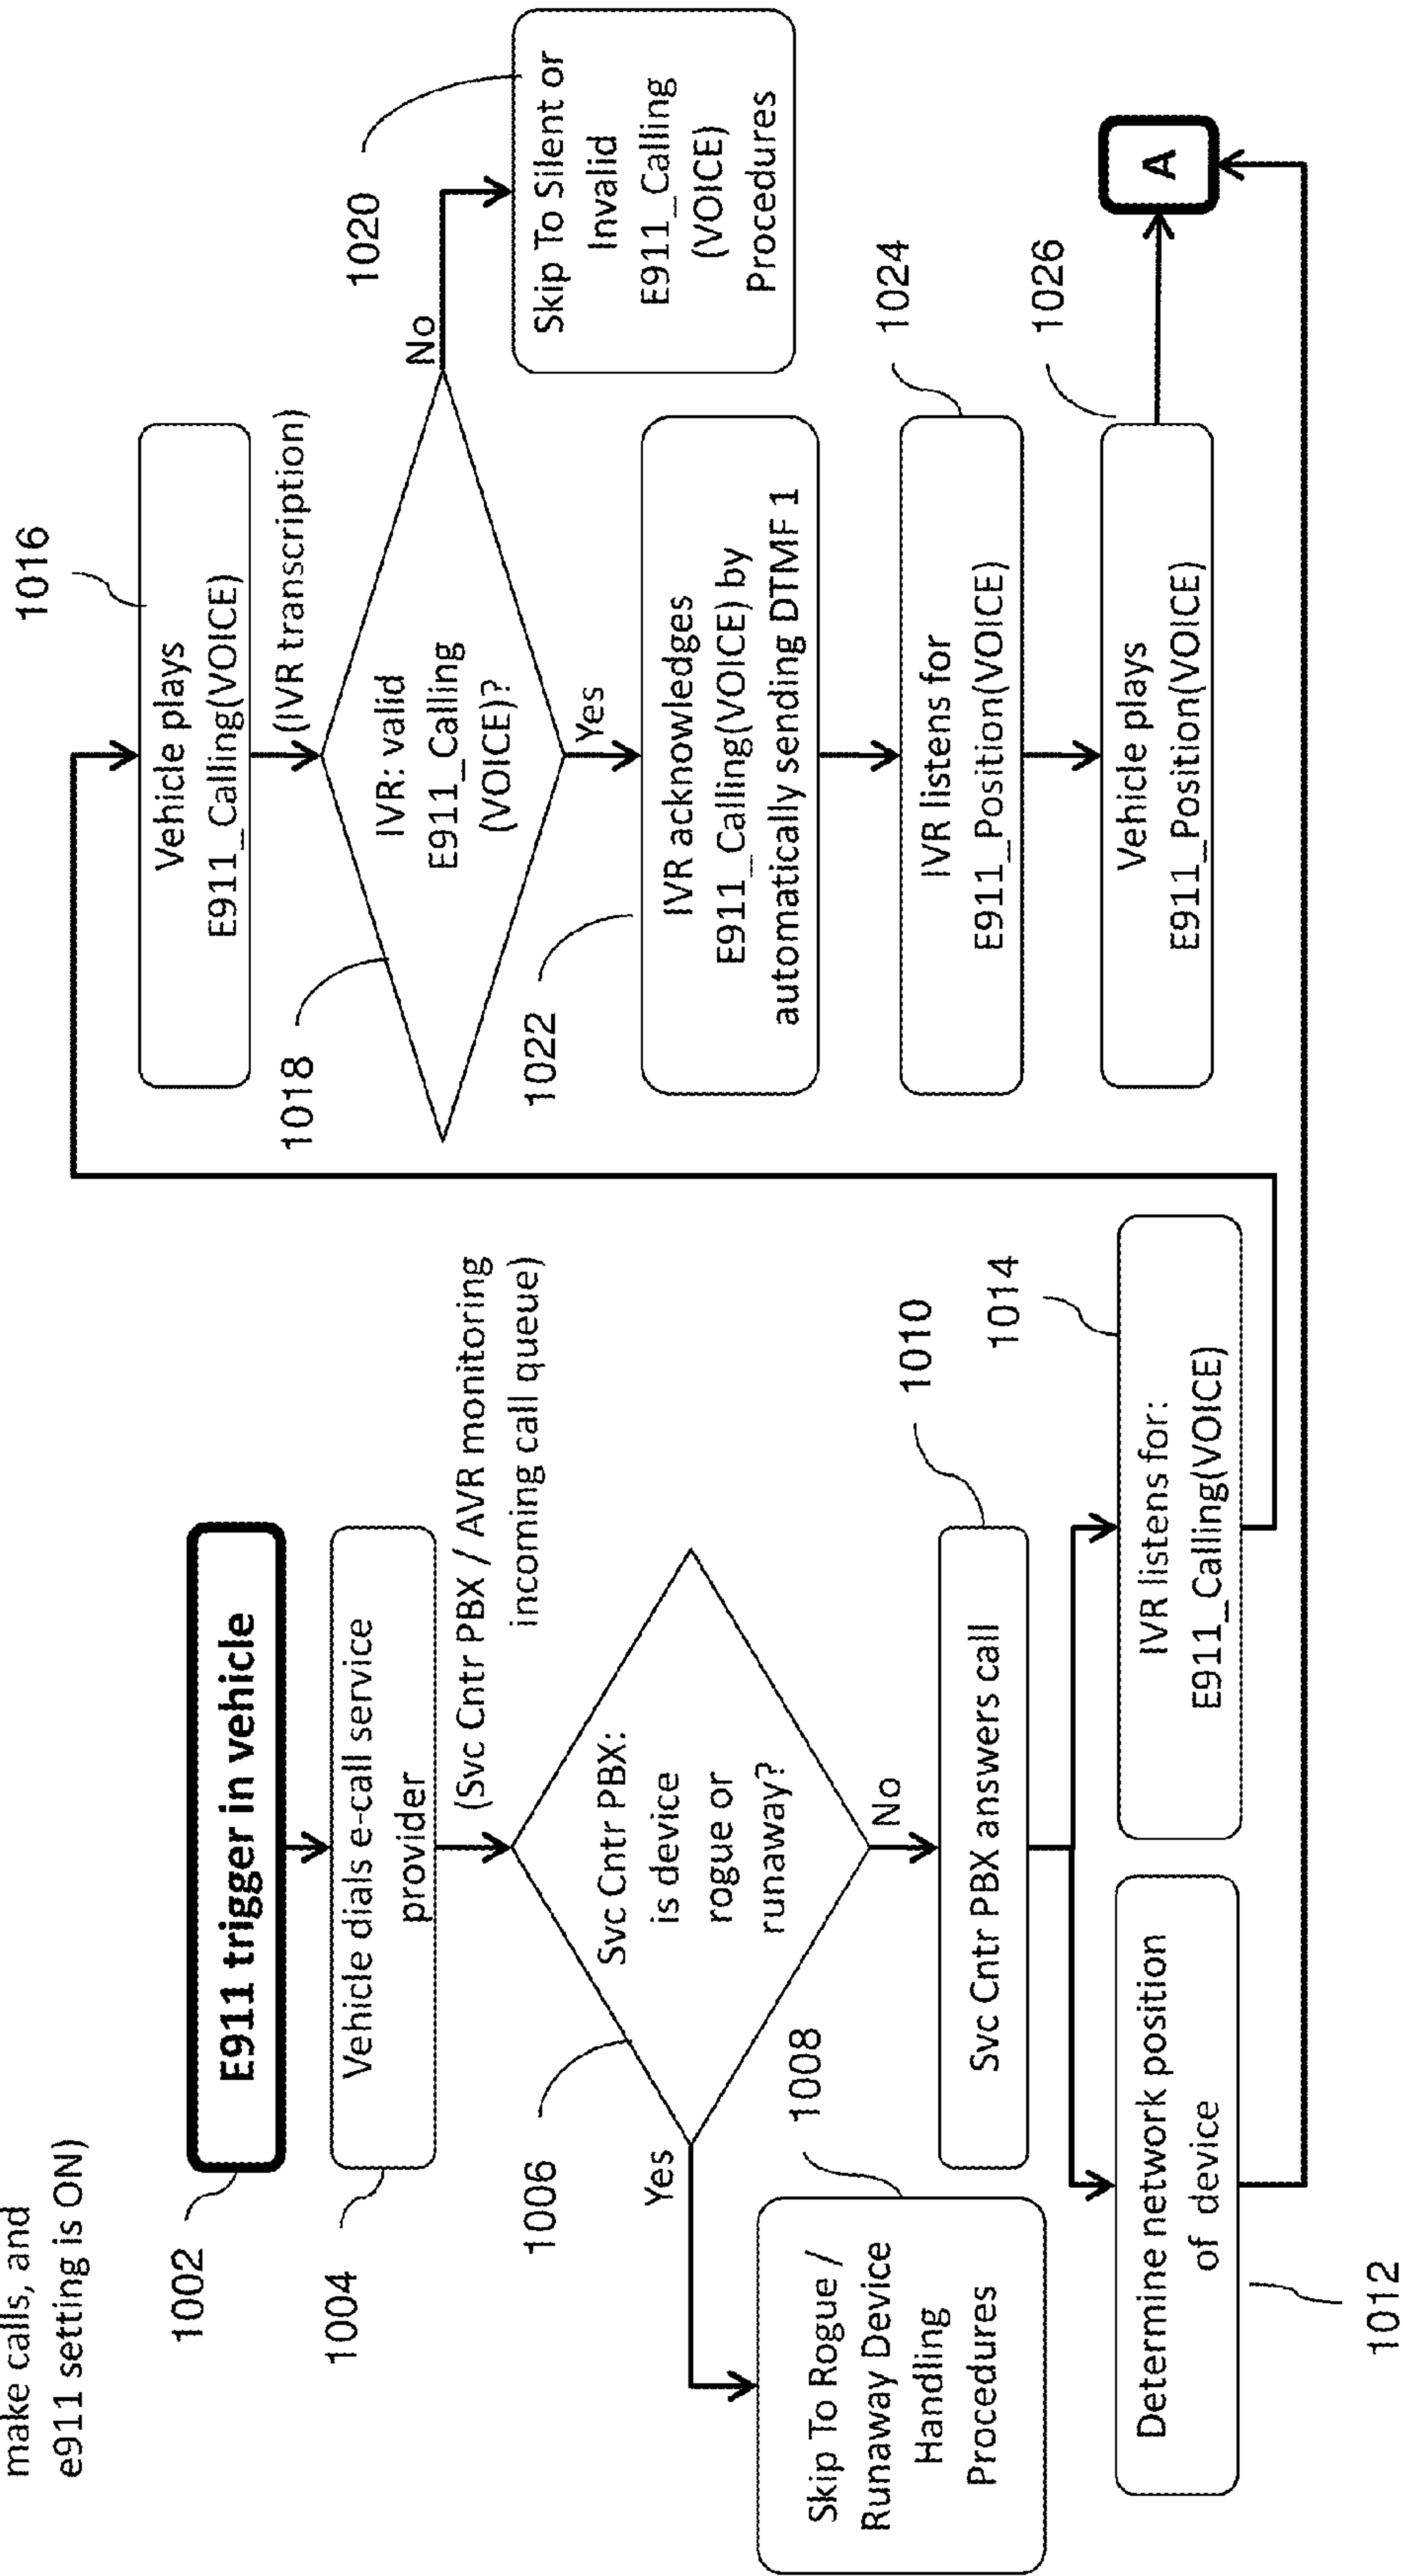 make calls, and
e911 setting is ON)
1002
E911 trigger in vehicle
1004
Vehicle dials e-call service
provider
(Svc Cntr PBX / AVR monitoring
incoming call queue)
1006
Svc Cntr PBX:
is device
rogue or
runaway?
Yes
No
1008
Skip To Rogue /
Runaway Device
Handling
Procedures
1010
Svc Cntr PBX answers call
1012
Determine network position
of device
1014
IVR listens for:
E911_Calling(VOICE)
1016
Vehicle plays
E911_Calling(VOICE)
(IVR transcription)
1018
IVR: valid
E911_Calling
(VOICE)?
No
Yes
1020
Skip To Silent or
Invalid
E911_Calling
(VOICE)
Procedures
1022
IVR acknowledges
E911_Calling(VOICE) by
automatically sending DTMF 1
1024
IVR listens for
E911_Position(VOICE)
1026
Vehicle plays
E911_Position(VOICE)
A